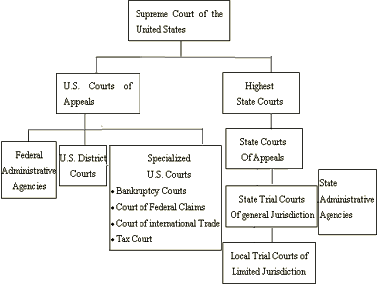 Supreme Court of the
United States
U.S. Courts of
Appeals
Highest
State Courts
Federal
Administrative
Agencies
U.S. District
Courts
Specialized
U.S. Courts
• Bankruptcy Courts
• Court of Federal Claims
• Court of international Trade
• Tax Court
State Courts
Of Appeals
State Trial Courts
Of general Jurisdiction
State
Administrative
Agencies
Local Trial Courts of
Limited Jurisdiction